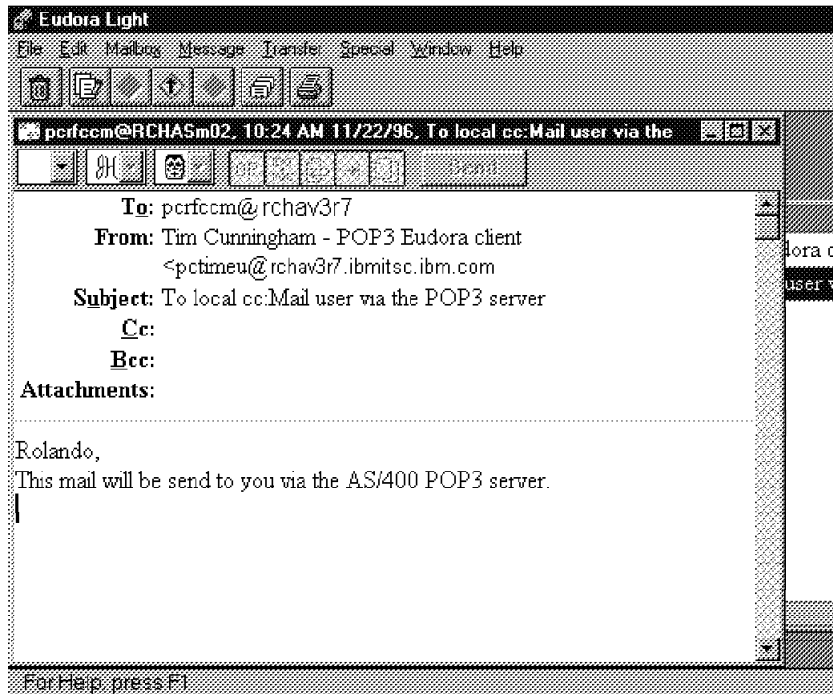 Eudora Light
File Edit Mailbox Message Transfer Special Window Help
pcrfccm@RCHASm02, 10:24 AM 11/22/96, To local cc:Mail user via the
Send
To: pcrfccm@rchav3r7
From: Tim Cunningham - POP3 Eudora client
<pctimeu@rchav3r7.ibmitsc.ibm.com
Subject: To local cc:Mail user via the POP3 server
Cc:
Bcc:
Attachments:
dora c
user v
Rolando,
This mail will be send to you via the AS/400 POP3 server.
For Help, press F1